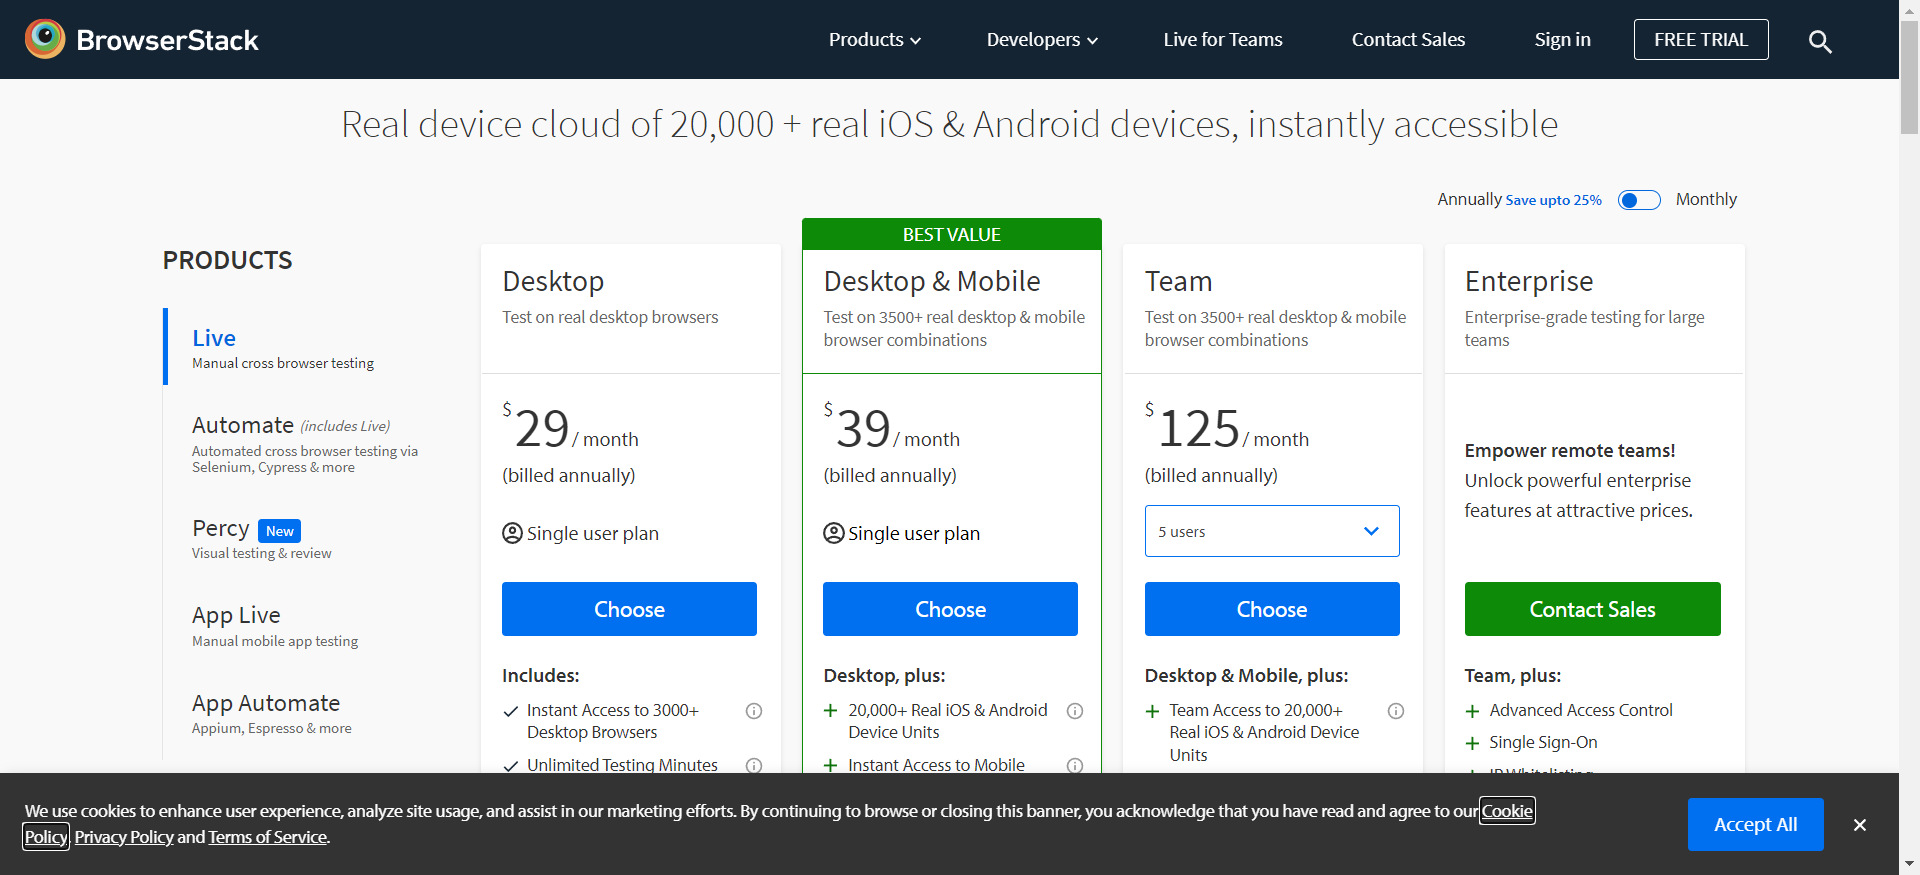 BrowserStack
Products
Developers
Live for Teams
Contact Sales
Sign in
FREE TRIAL
Real device cloud of 20,000 + real iOS & Android devices, instantly accessible
Annually Save upto 25%
Monthly
PRODUCTS
Live
Manual cross browser testing
Automate (includes Live)
Automated cross browser testing via
Selenium, Cypress & more
Percy New
Visual testing & review
App Live
Manual mobile app testing
App Automate
Appium, Espresso & more
Desktop
Test on real desktop browsers
$29/ month
(billed annually)
Single user plan
Choose
Includes:
Instant Access to 3000+
Desktop Browsers
Unlimited Testing Minutes
BEST VALUE
Desktop & Mobile
Test on 3500+ real desktop & mobile
browser combinations
$39/ month
(billed annually)
Single user plan
Choose
Desktop, plus:
20,000+ Real iOS & Android
Device Units
Instant Access to Mobile
Team
Test on 3500+ real desktop & mobile
browser combinations
$125/ month
(billed annually)
5 users
Choose
Desktop & Mobile, plus:
Team Access to 20,000+
Real iOS & Android Device
Units
Enterprise
Enterprise-grade testing for large
teams
Empower remote teams!
Unlock powerful enterprise
features at attractive prices.
Contact Sales
Team, plus:
Advanced Access Control
Single Sign-On
We use cookies to enhance user experience, analyze site usage, and assist in our marketing efforts. By continuing to browse or closing this banner, you acknowledge that you have read and agree to our Cookie
Policy, Privacy Policy and Terms of Service.
Accept All